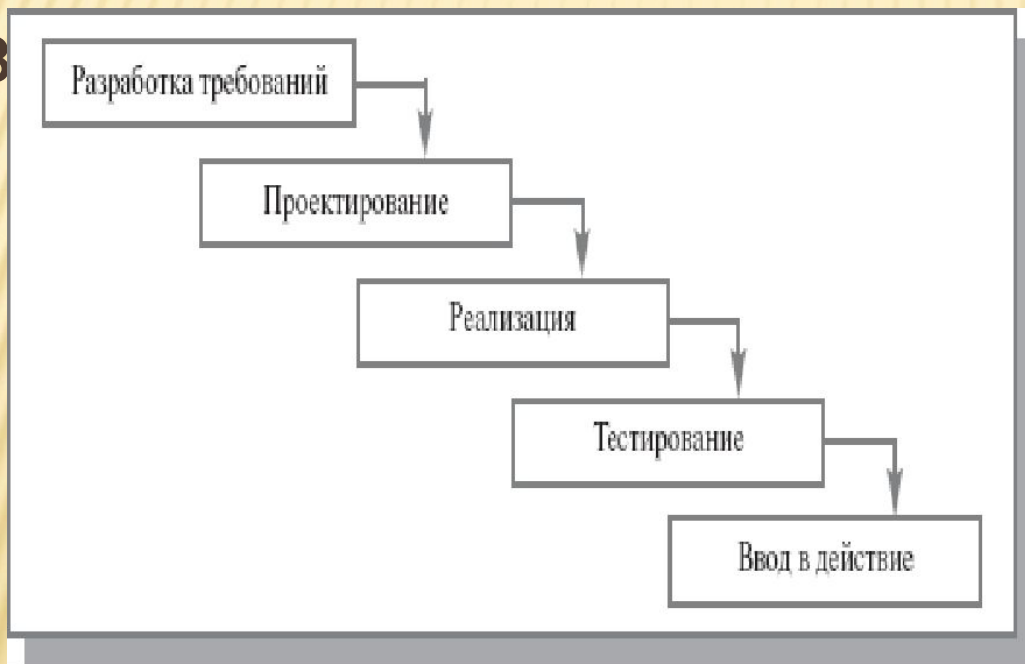 Разработка требований
Проектирование
Реализация
Тестирование
Ввод в действие